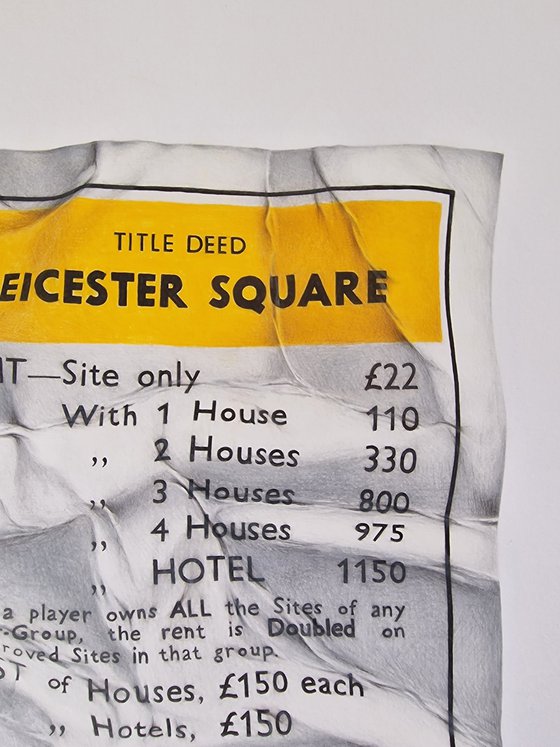 TITLE DEED
EICESTER SQUARE
NT—Site only £22
With 1 House 110
„ 2 Houses 330
„ 3 Houses 800
„ 4 Houses 975
„ HOTEL 1150
a player owns ALL the Sites of any
-Group, the rent is Doubled on
roved Sites in that group.
ST of Houses, £150 each
„ Hotels, £150